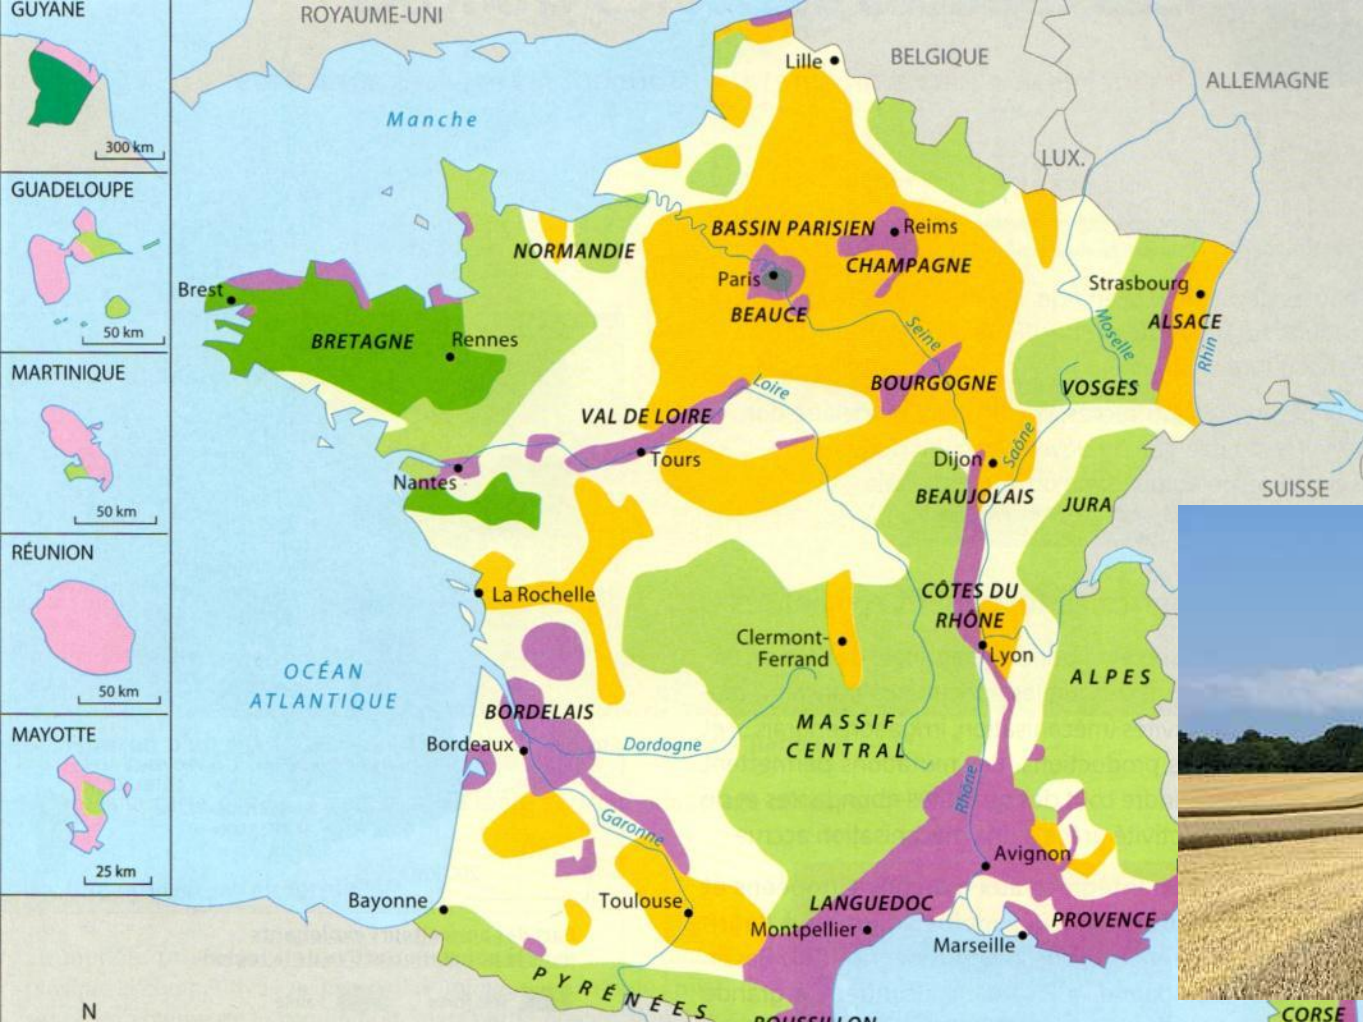 GUYANE
300 km
GUADELOUPE
50 km
MARTINIQUE
50 km
RÉUNION
50 km
MAYOTTE
25 km
N
ROYAUME-UNI
BELGIQUE
ALLEMAGNE
LUX.
SUISSE
Manche
Lille
BASSIN PARISIEN
Reims
NORMANDIE
CHAMPAGNE
Paris
Strasbourg
Brest
BEAUCE
ALSACE
BRETAGNE
Rennes
Seine
Moselle
Rhin
VOSGES
BOURGOGNE
Loire
VAL DE LOIRE
Tours
Dijon
Saône
Nantes
BEAUJOLAIS
JURA
La Rochelle
CÔTES DU
RHÔNE
Clermont-
Ferrand
Lyon
OCÉAN
ATLANTIQUE
ALPES
BORDELAIS
MASSIF
CENTRAL
Bordeaux
Dordogne
Rhône
Garonne
Avignon
Bayonne
Toulouse
LANGUEDOC
PROVENCE
Montpellier
Marseille
PYRÉNÉES
ROUSSILLON
CORSE